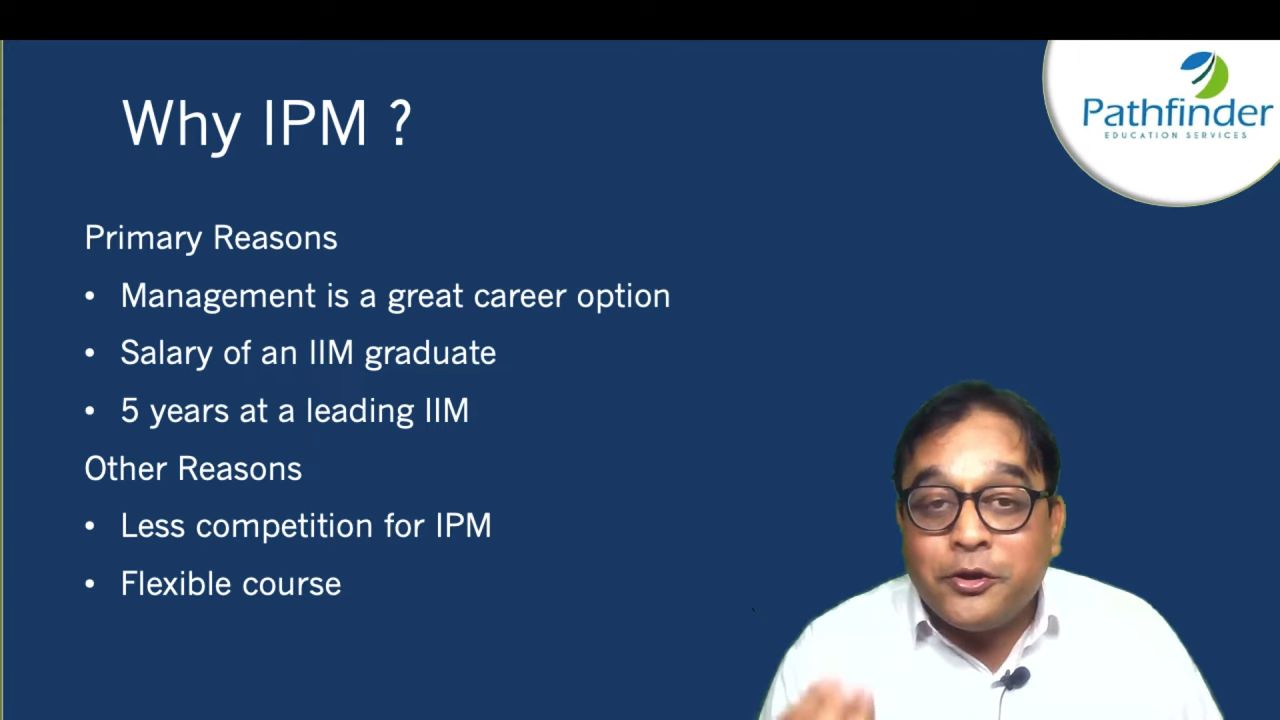 Why IPM ?
Pathfinder
EDUCATION SERVICES
Primary Reasons
• Management is a great career option
• Salary of an IIM graduate
• 5 years at a leading IIM
Other Reasons
• Less competition for IPM
• Flexible course